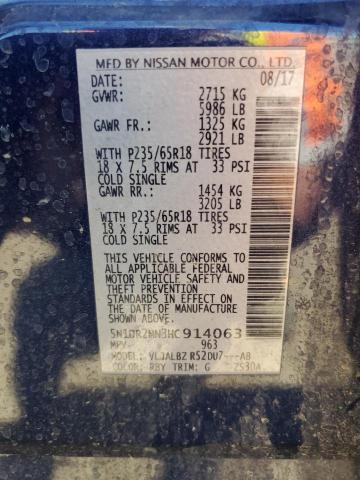 MFD BY NISSAN MOTOR CO., LTD.
DATE: 08/17
GVWR: 2715 KG
5986 LB
GAWR FR.: 1325 KG
2921 LB
WITH P235/65R18 TIRES
18 X 7.5 RIMS AT 33 PSI
COLD SINGLE
GAWR RR.: 1454 KG
3205 LB
WITH P235/65R18 TIRES
18 X 7.5 RIMS AT 33 PSI
COLD SINGLE
THIS VEHICLE CONFORMS TO
ALL APPLICABLE FEDERAL
MOTOR VEHICLE SAFETY AND
THEFT PREVENTION
STANDARDS IN EFFECT ON
THE DATE OF MANUFACTURE
SHOWN ABOVE.
5N1DR2MN3HC914063
MPV 963
MODEL:
COLOR: RBY TRIM: G